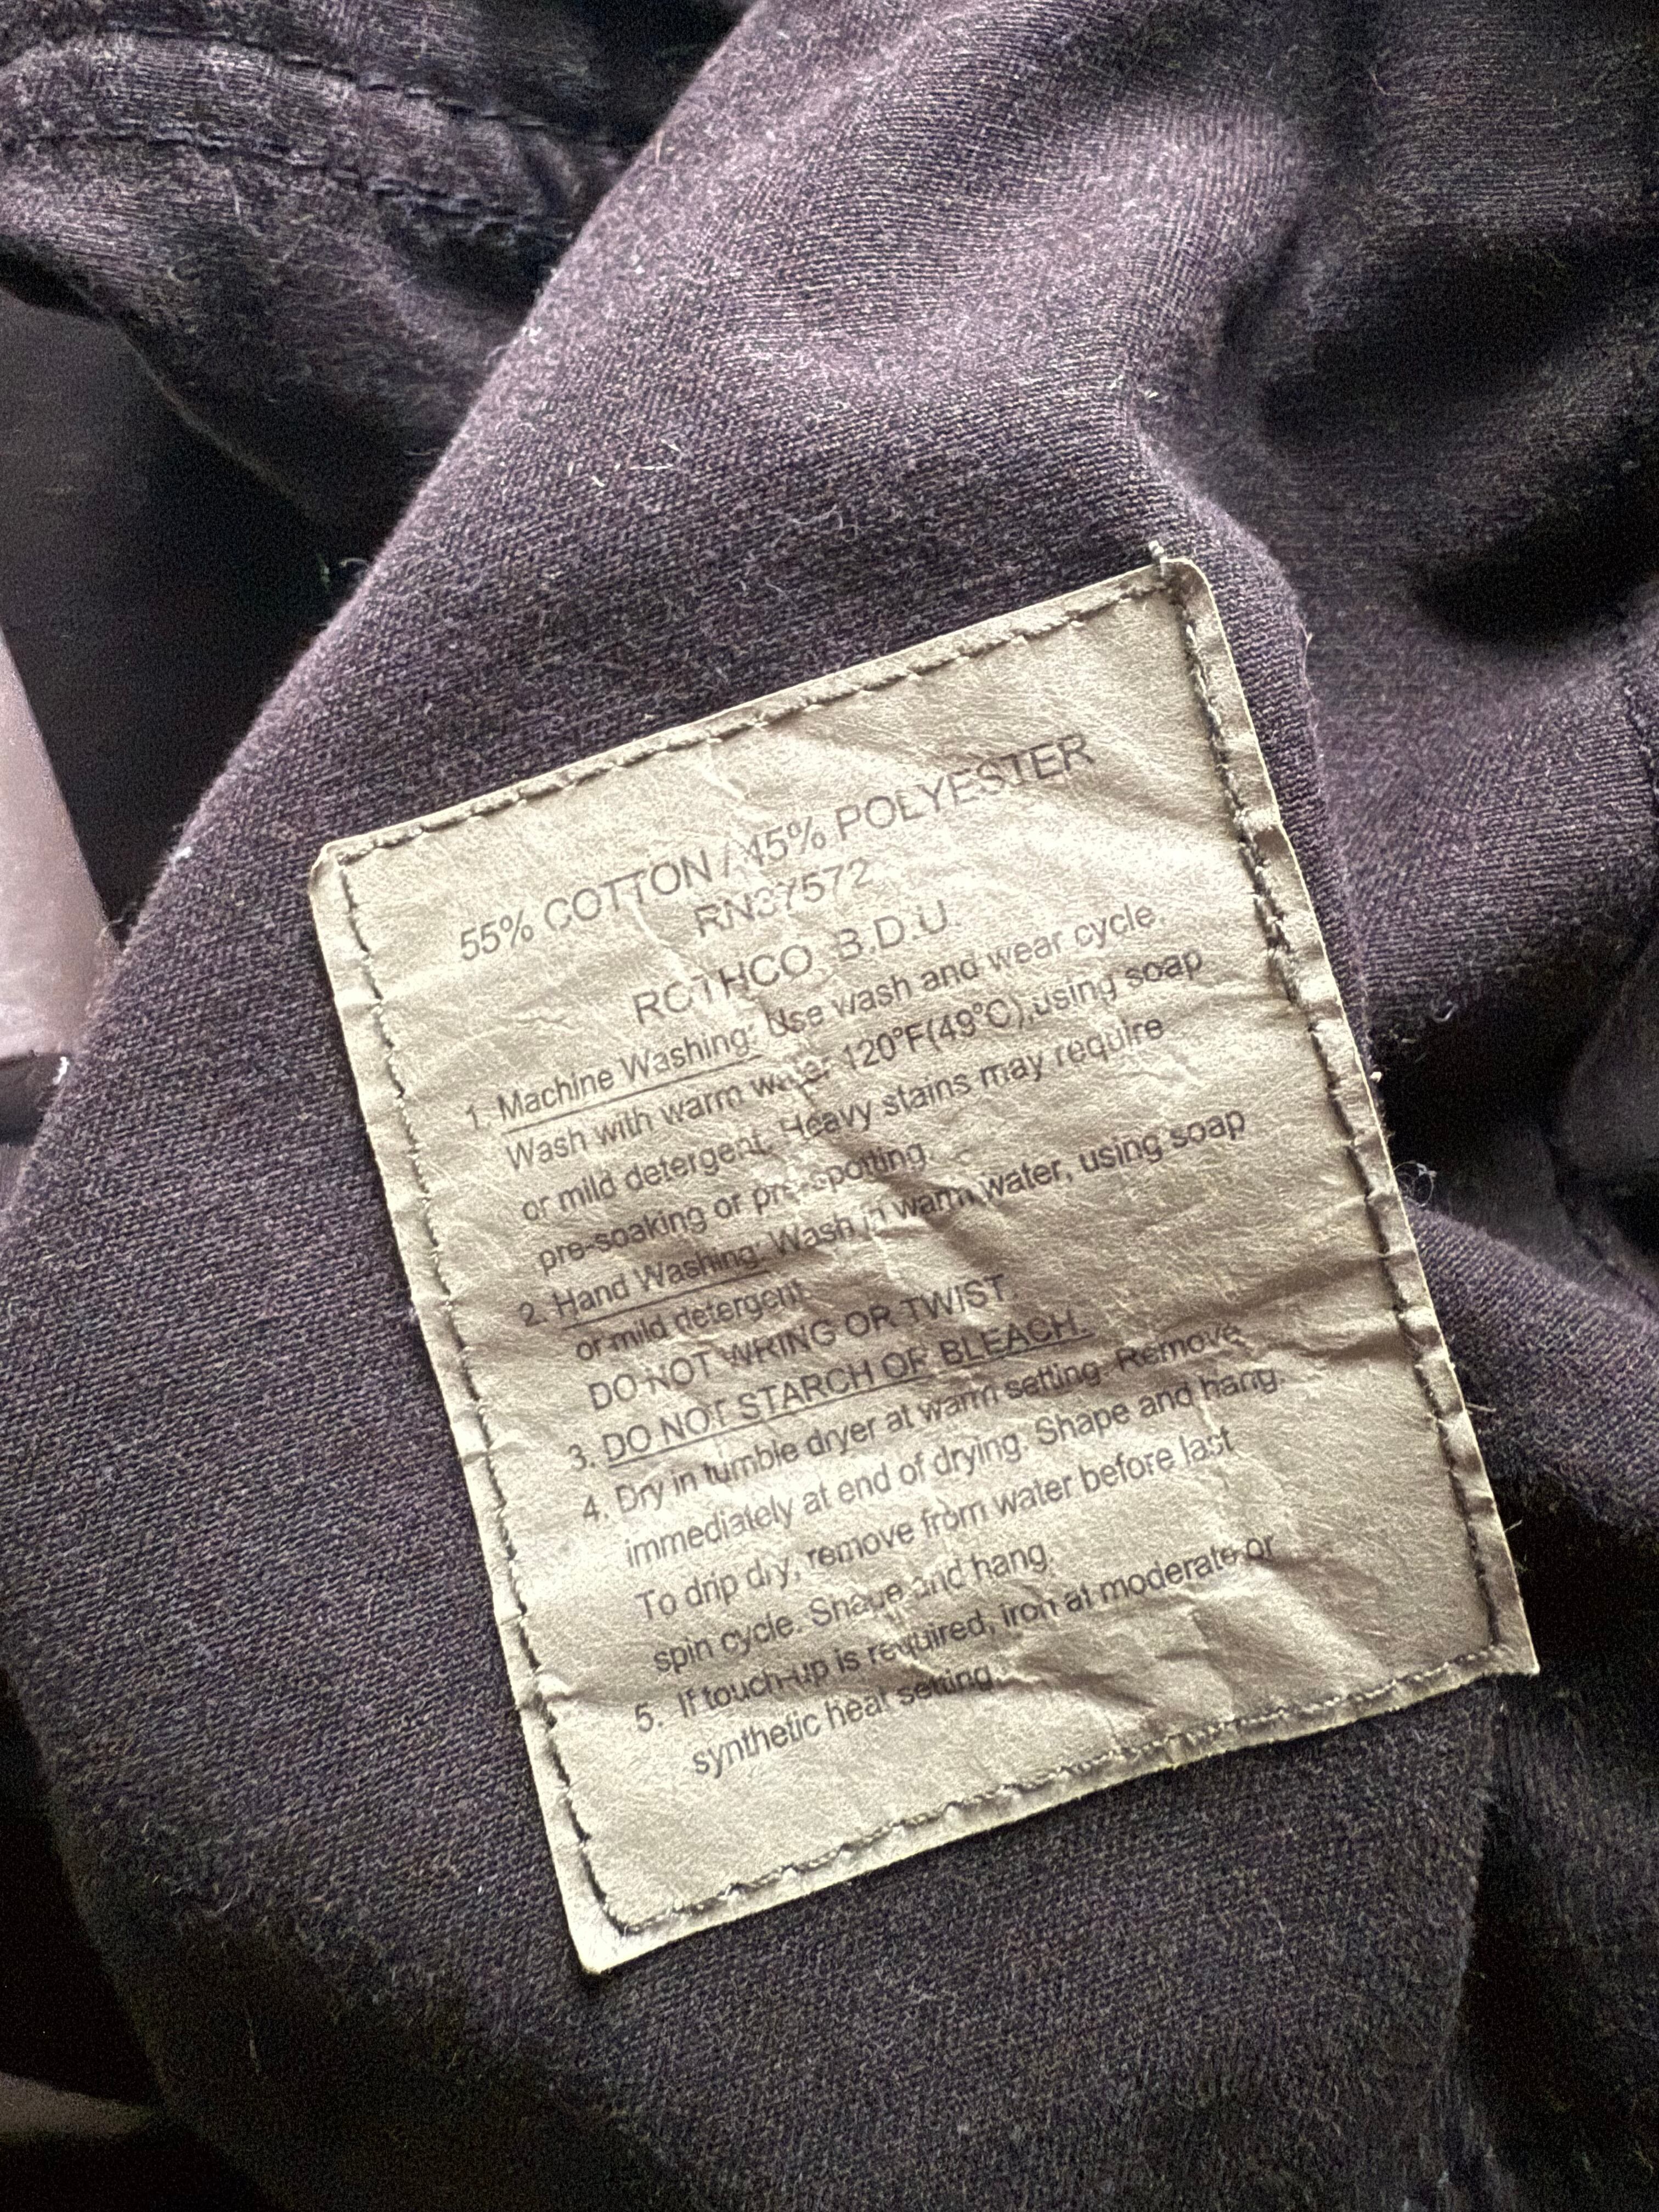 55% COTTON / 45% POLYESTER
RN37572
ROTHCO B.D.U.
1. Machine Washing: Use wash and wear cycle.
Wash with warm water 120°F(49°C),using soap
or mild detergent. Heavy stains may require
pre-soaking or pre-spotting.
2. Hand Washing: Wash in warm water, using soap
or mild detergent.
DO NOT WRING OR TWIST.
3. DO NOT STARCH OR BLEACH.
4. Dry in tumble dryer at warm setting. Remove
immediately at end of drying. Shape and hang.
To drip dry, remove from water before last
spin cycle. Shape and hang.
5. If touch-up is required, iron at moderate or
synthetic heat setting.